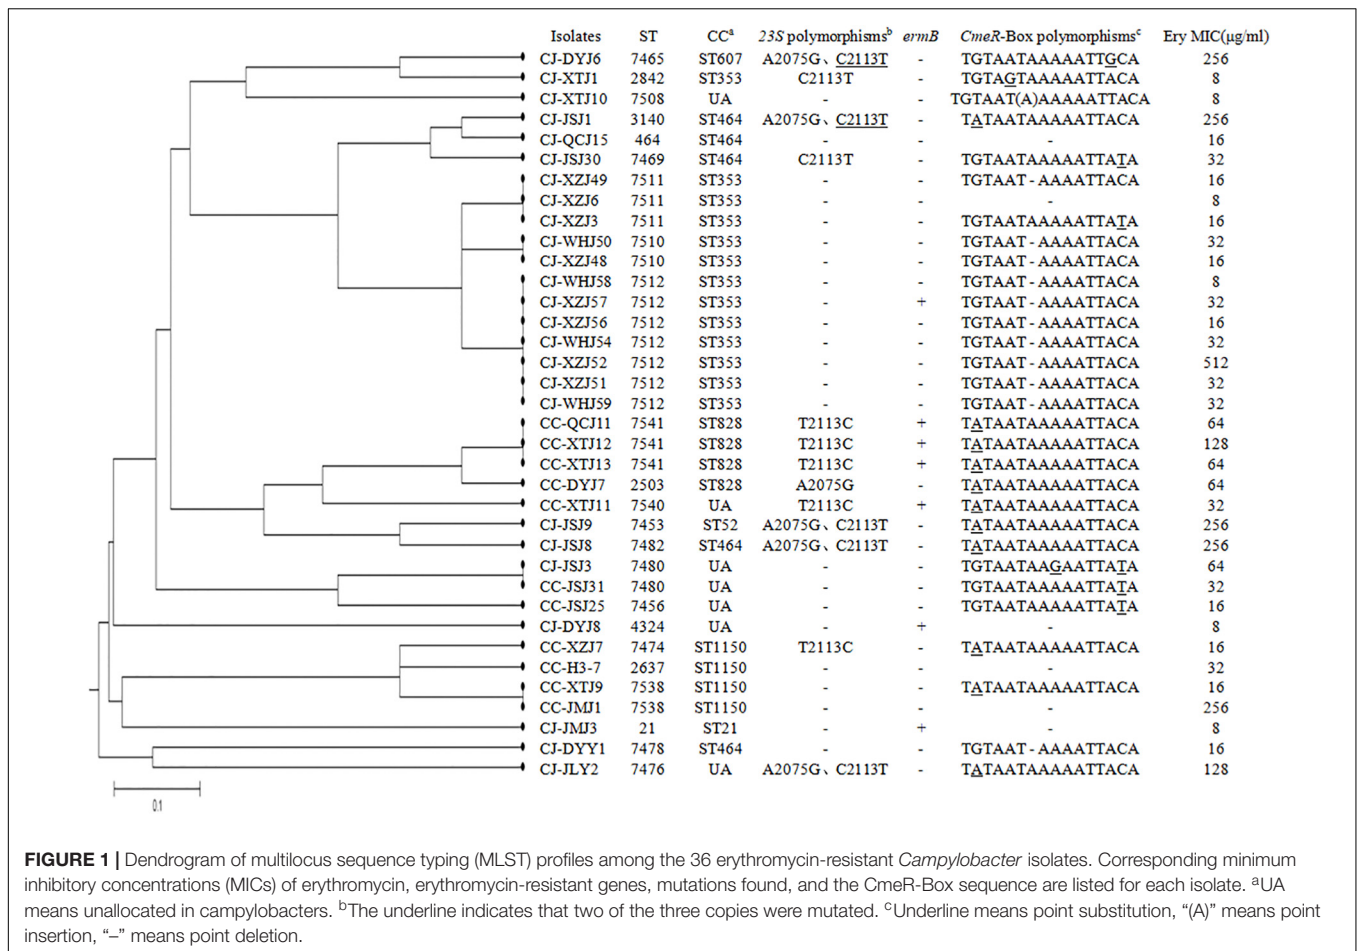 Isolates ST CCᵃ 23S polymorphismsᵇ ermB CmeR-Box polymorphismsᶜ Ery MIC(μg/ml)
CJ-DYJ6 7465 ST607 A2075G、C2113T - TGTAATAAAAATTGCA 256
CJ-XTJ1 2842 ST353 C2113T - TGTAGTAAAAATTACA 8
CJ-XTJ10 7508 UA - - TGTAAT(A)AAAAATTACA 8
CJ-JSJ1 3140 ST464 A2075G、C2113T - TATAATAAAAATTACA 256
CJ-QCJ15 464 ST464 - - - 16
CJ-JSJ30 7469 ST464 C2113T - TGTAATAAAAATTATA 32
CJ-XZJ49 7511 ST353 - - TGTAAT-AAAATTACA 16
CJ-XZJ6 7511 ST353 - - - 8
CJ-XZJ3 7511 ST353 - - TGTAATAAAAATTATA 16
CJ-WHJ50 7510 ST353 - - TGTAAT-AAAATTACA 32
CJ-XZJ48 7510 ST353 - - TGTAAT-AAAATTACA 16
CJ-WHJ58 7512 ST353 - - TGTAAT-AAAATTACA 8
CJ-XZJ57 7512 ST353 - + TGTAAT-AAAATTACA 32
CJ-XZJ56 7512 ST353 - - TGTAAT-AAAATTACA 16
CJ-WHJ54 7512 ST353 - - TGTAAT-AAAATTACA 32
CJ-XZJ52 7512 ST353 - - TGTAAT-AAAATTACA 512
CJ-XZJ51 7512 ST353 - - TGTAAT-AAAATTACA 32
CJ-WHJ59 7512 ST353 - - TGTAAT-AAAATTACA 32
CC-QCJ11 7541 ST828 T2113C + TATAATAAAAATTACA 64
CC-XTJ12 7541 ST828 T2113C + TATAATAAAAATTACA 128
CC-XTJ13 7541 ST828 T2113C + TATAATAAAAATTACA 64
CC-DYJ7 2503 ST828 A2075G - TATAATAAAAATTACA 64
CC-XTJ11 7540 UA T2113C + TATAATAAAAATTACA 32
CJ-JSJ9 7453 ST52 A2075G、C2113T - TATAATAAAAATTACA 256
CJ-JSJ8 7482 ST464 A2075G、C2113T - TATAATAAAAATTACA 256
CJ-JSJ3 7480 UA - - TGTAATAAGAATTATA 64
CC-JSJ31 7480 UA - - TGTAATAAAAATTATA 32
CC-JSJ25 7456 UA - - TGTAATAAAAATTATA 16
CJ-DYJ8 4324 UA - + - 8
CC-XZJ7 7474 ST1150 T2113C - TATAATAAAAATTACA 16
CC-H3-7 2637 ST1150 - - - 32
CC-XTJ9 7538 ST1150 - - TATAATAAAAATTACA 16
CC-JMJ1 7538 ST1150 - - - 256
CJ-JMJ3 21 ST21 - + - 8
CJ-DYY1 7478 ST464 - - TGTAAT-AAAATTACA 16
CJ-JLY2 7476 UA A2075G、C2113T - TATAATAAAAATTACA 128
0.1
FIGURE 1 | Dendrogram of multilocus sequence typing (MLST) profiles among the 36 erythromycin-resistant Campylobacter isolates. Corresponding minimum
inhibitory concentrations (MICs) of erythromycin, erythromycin-resistant genes, mutations found, and the CmeR-Box sequence are listed for each isolate. ᵃUA
means unallocated in campylobacters. ᵇThe underline indicates that two of the three copies were mutated. ᶜUnderline means point substitution, “(A)” means point
insertion, “–” means point deletion.